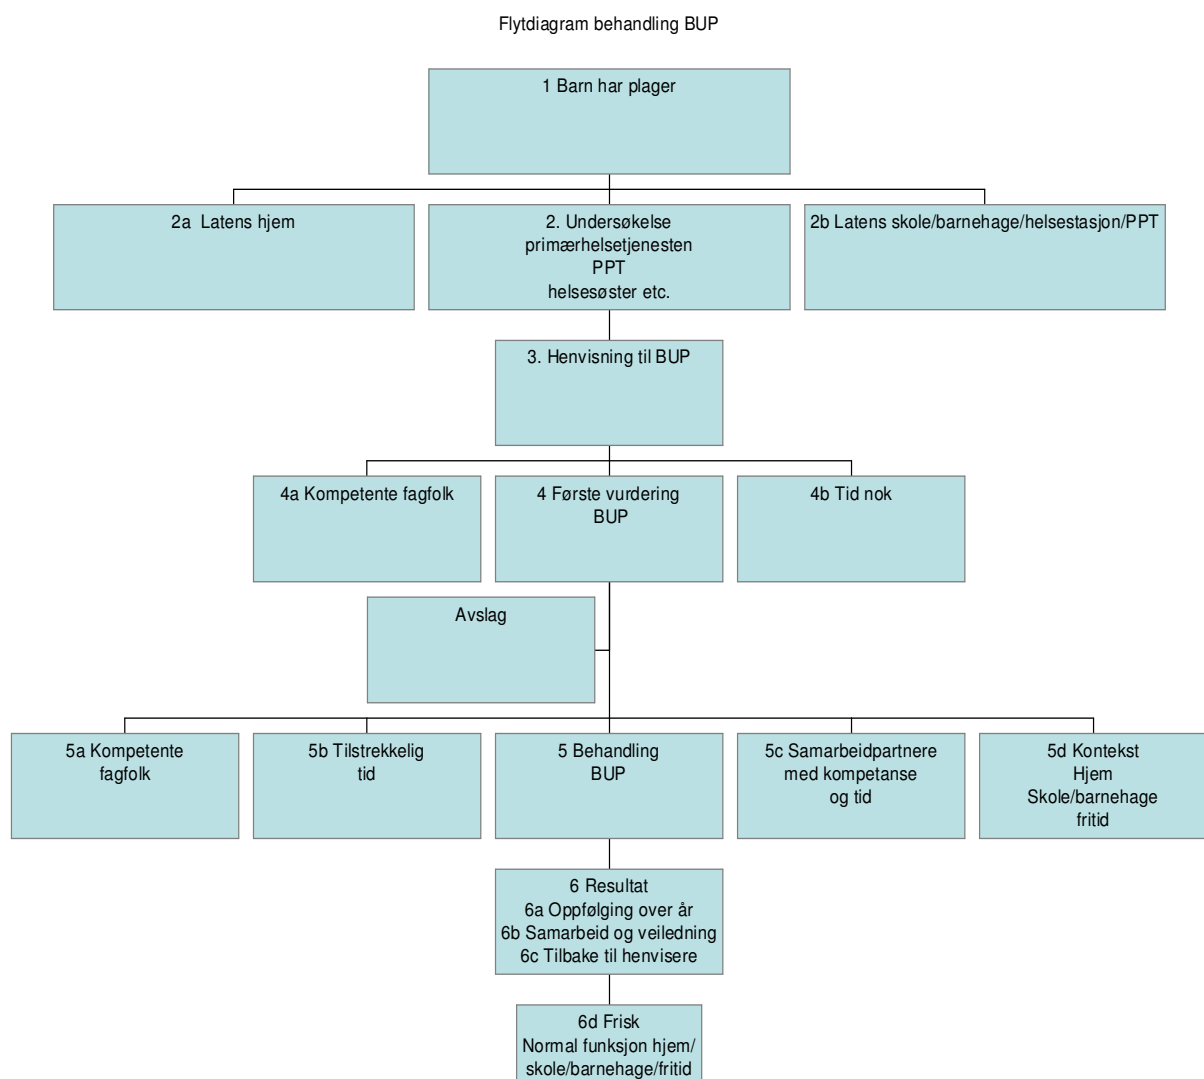 Flytdiagram behandling BUP
1 Barn har plager
2a Latens hjem
2. Undersøkelse
primærhelsetjenesten
PPT
helsesøster etc.
2b Latens skole/barnehage/helsestasjon/PPT
3. Henvisning til BUP
4a Kompetente fagfolk
4 Første vurdering
BUP
4b Tid nok
Avslag
5a Kompetente
fagfolk
5b Tilstrekkelig
tid
5 Behandling
BUP
5c Samarbeidpartnere
med kompetanse
og tid
5d Kontekst
Hjem
Skole/barnehage
fritid
6 Resultat
6a Oppfølging over år
6b Samarbeid og veiledning
6c Tilbake til henvisere
6d Frisk
Normal funksjon hjem/
skole/barnehage/fritid